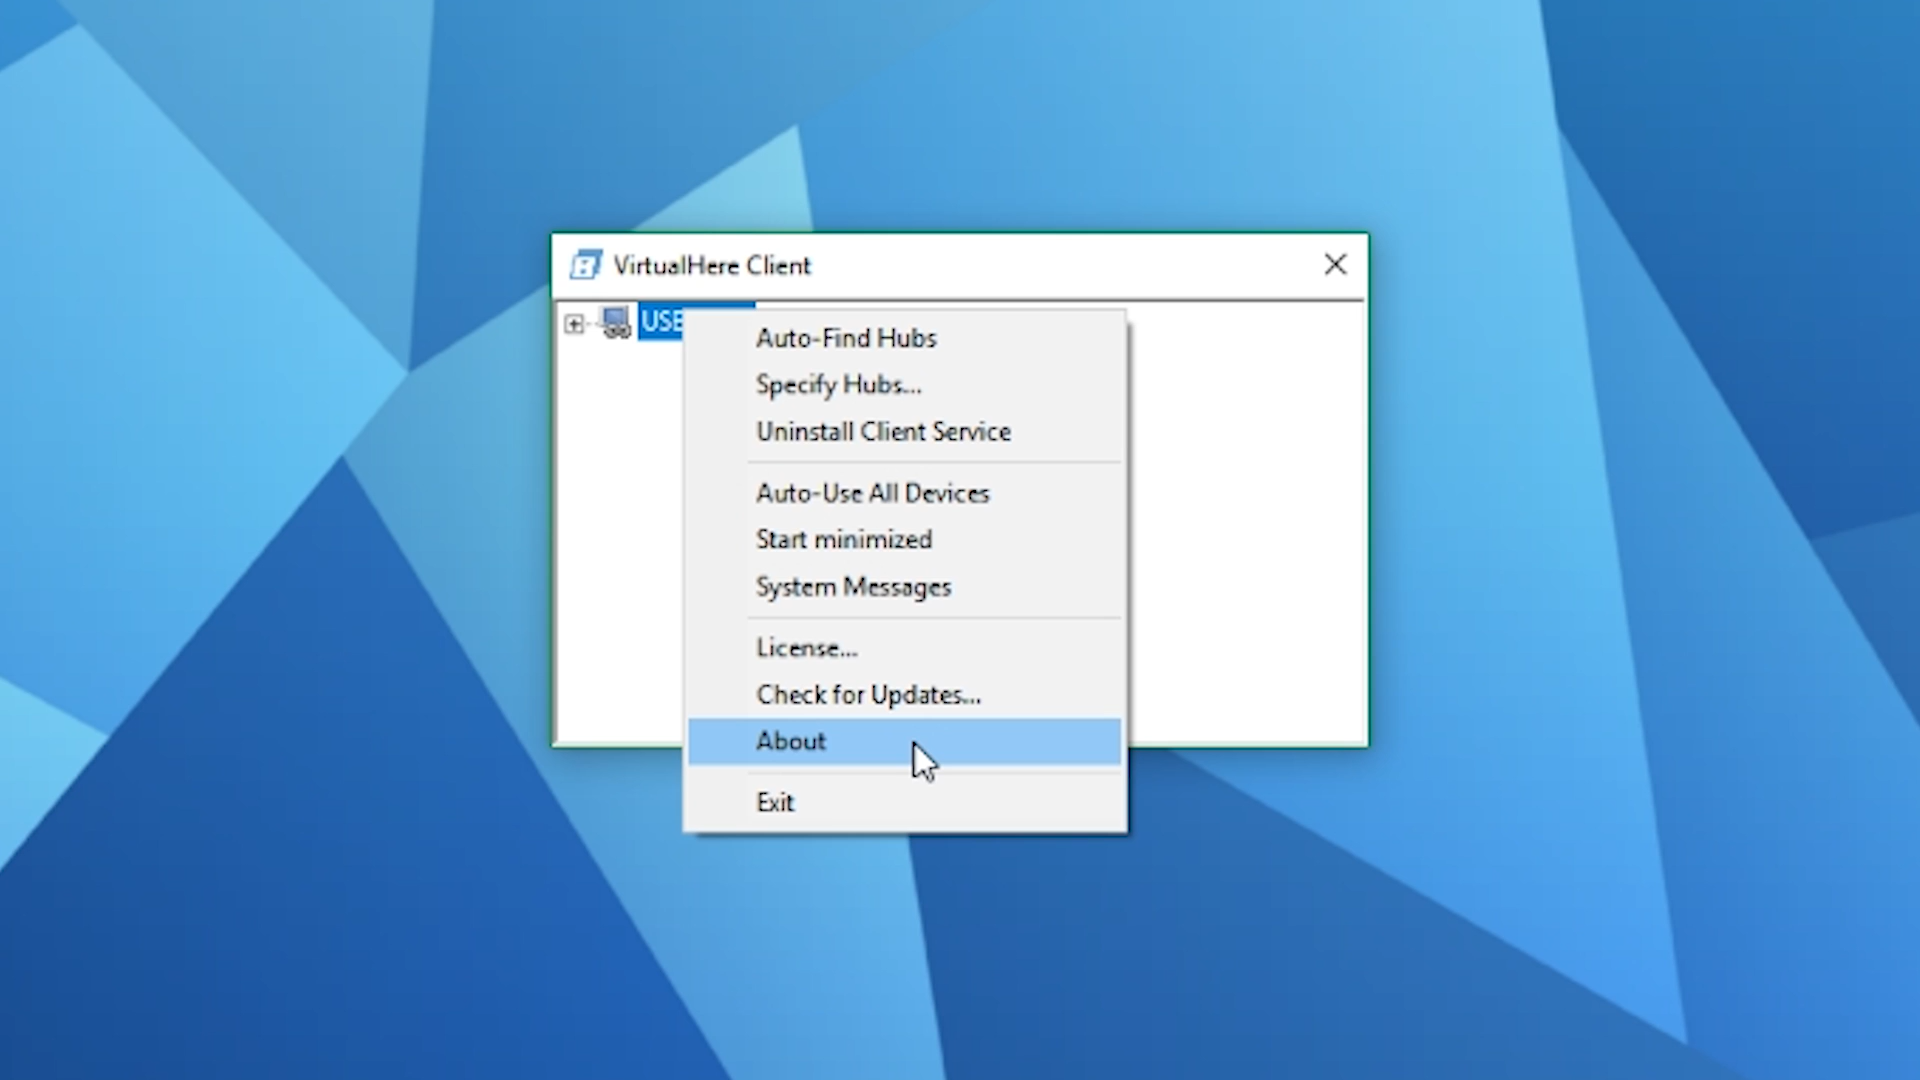 VirtualHere Client
Auto-Find Hubs
Specify Hubs...
Uninstall Client Service
Auto-Use All Devices
Start minimized
System Messages
License...
Check for Updates...
About
Exit